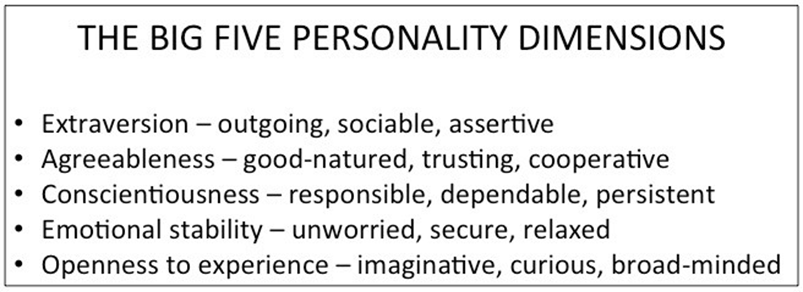 THE BIG FIVE PERSONALITY DIMENSIONS
• Extraversion – outgoing, sociable, assertive
• Agreeableness – good-natured, trusting, cooperative
• Conscientiousness – responsible, dependable, persistent
• Emotional stability – unworried, secure, relaxed
• Openness to experience – imaginative, curious, broad-minded